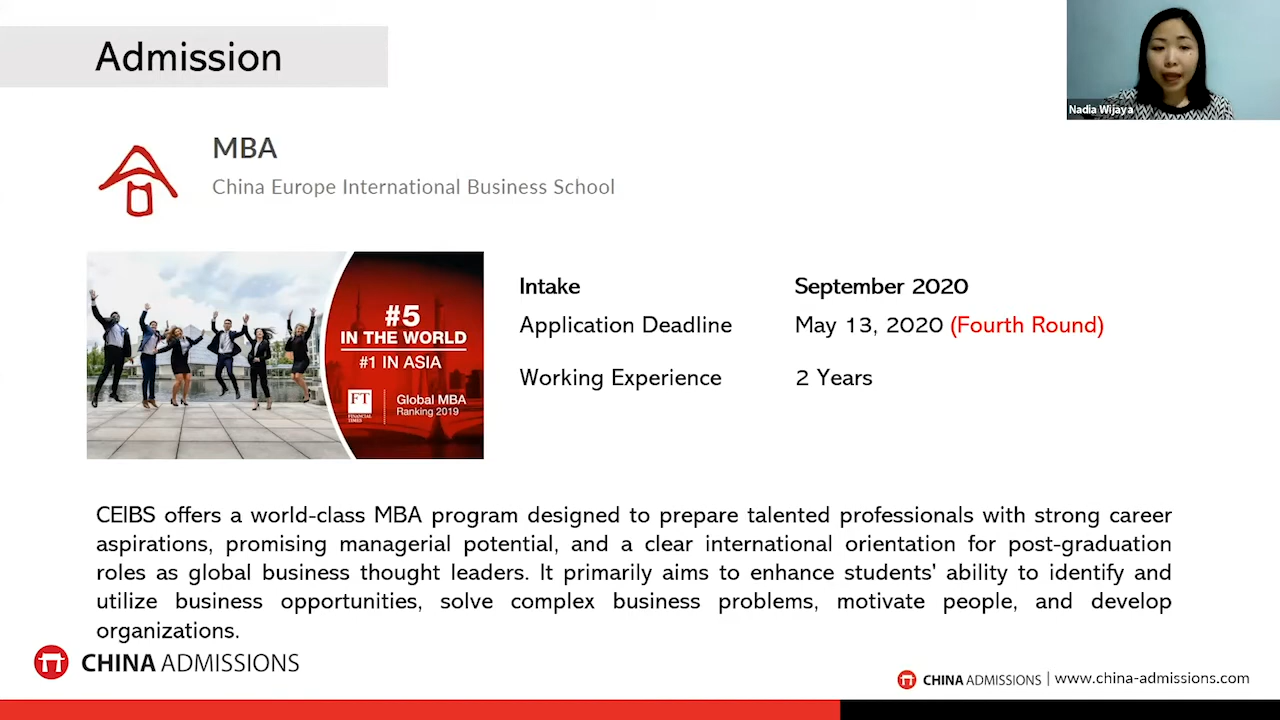 Admission
Nadia Wijaya
MBA
China Europe International Business School
#5
IN THE WORLD
#1 IN ASIA
FT
FINANCIAL
TIMES
Global MBA
Ranking 2019
Intake September 2020
Application Deadline May 13, 2020 (Fourth Round)
Working Experience 2 Years
CEIBS offers a world-class MBA program designed to prepare talented professionals with strong career
aspirations, promising managerial potential, and a clear international orientation for post-graduation
roles as global business thought leaders. It primarily aims to enhance students' ability to identify and
utilize business opportunities, solve complex business problems, motivate people, and develop
organizations.
CHINA ADMISSIONS
CHINA ADMISSIONS | www.china-admissions.com